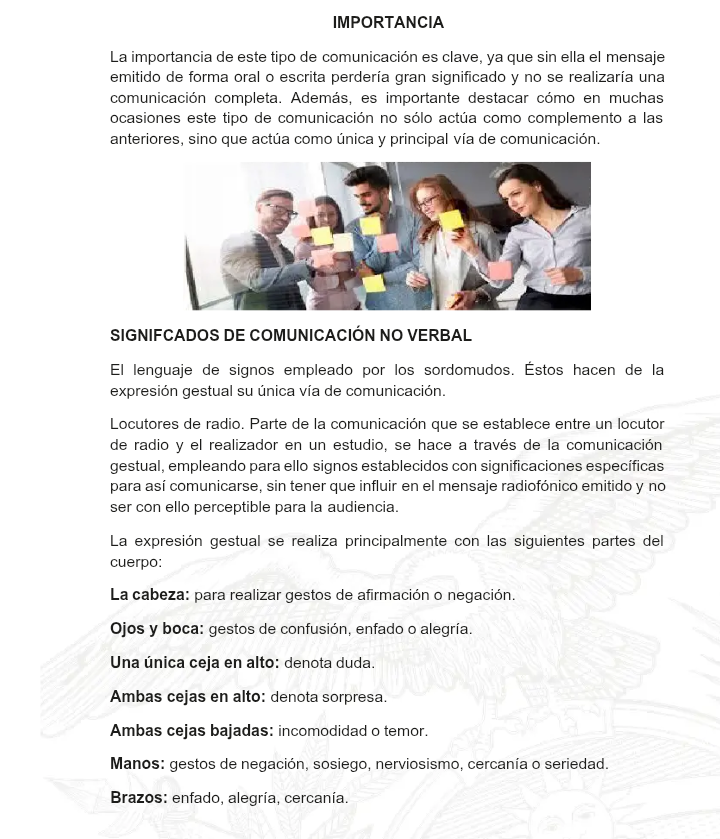 IMPORTANCIA
La importancia de este tipo de comunicación es clave, ya que sin ella el mensaje
emitido de forma oral o escrita perdería gran significado y no se realizaría una
comunicación completa. Además, es importante destacar cómo en muchas
ocasiones este tipo de comunicación no sólo actúa como complemento a las
anteriores, sino que actúa como única y principal vía de comunicación.
SIGNIFCADOS DE COMUNICACIÓN NO VERBAL
El lenguaje de signos empleado por los sordomudos. Éstos hacen de la
expresión gestual su única vía de comunicación.
Locutores de radio. Parte de la comunicación que se establece entre un locutor
de radio y el realizador en un estudio, se hace a través de la comunicación
gestual, empleando para ello signos establecidos con significaciones específicas
para así comunicarse, sin tener que influir en el mensaje radiofónico emitido y no
ser con ello perceptible para la audiencia.
La expresión gestual se realiza principalmente con las siguientes partes del
cuerpo:
La cabeza: para realizar gestos de afirmación o negación.
Ojos y boca: gestos de confusión, enfado o alegría.
Una única ceja en alto: denota duda.
Ambas cejas en alto: denota sorpresa.
Ambas cejas bajadas: incomodidad o temor.
Manos: gestos de negación, sosiego, nerviosismo, cercanía o seriedad.
Brazos: enfado, alegría, cercanía.